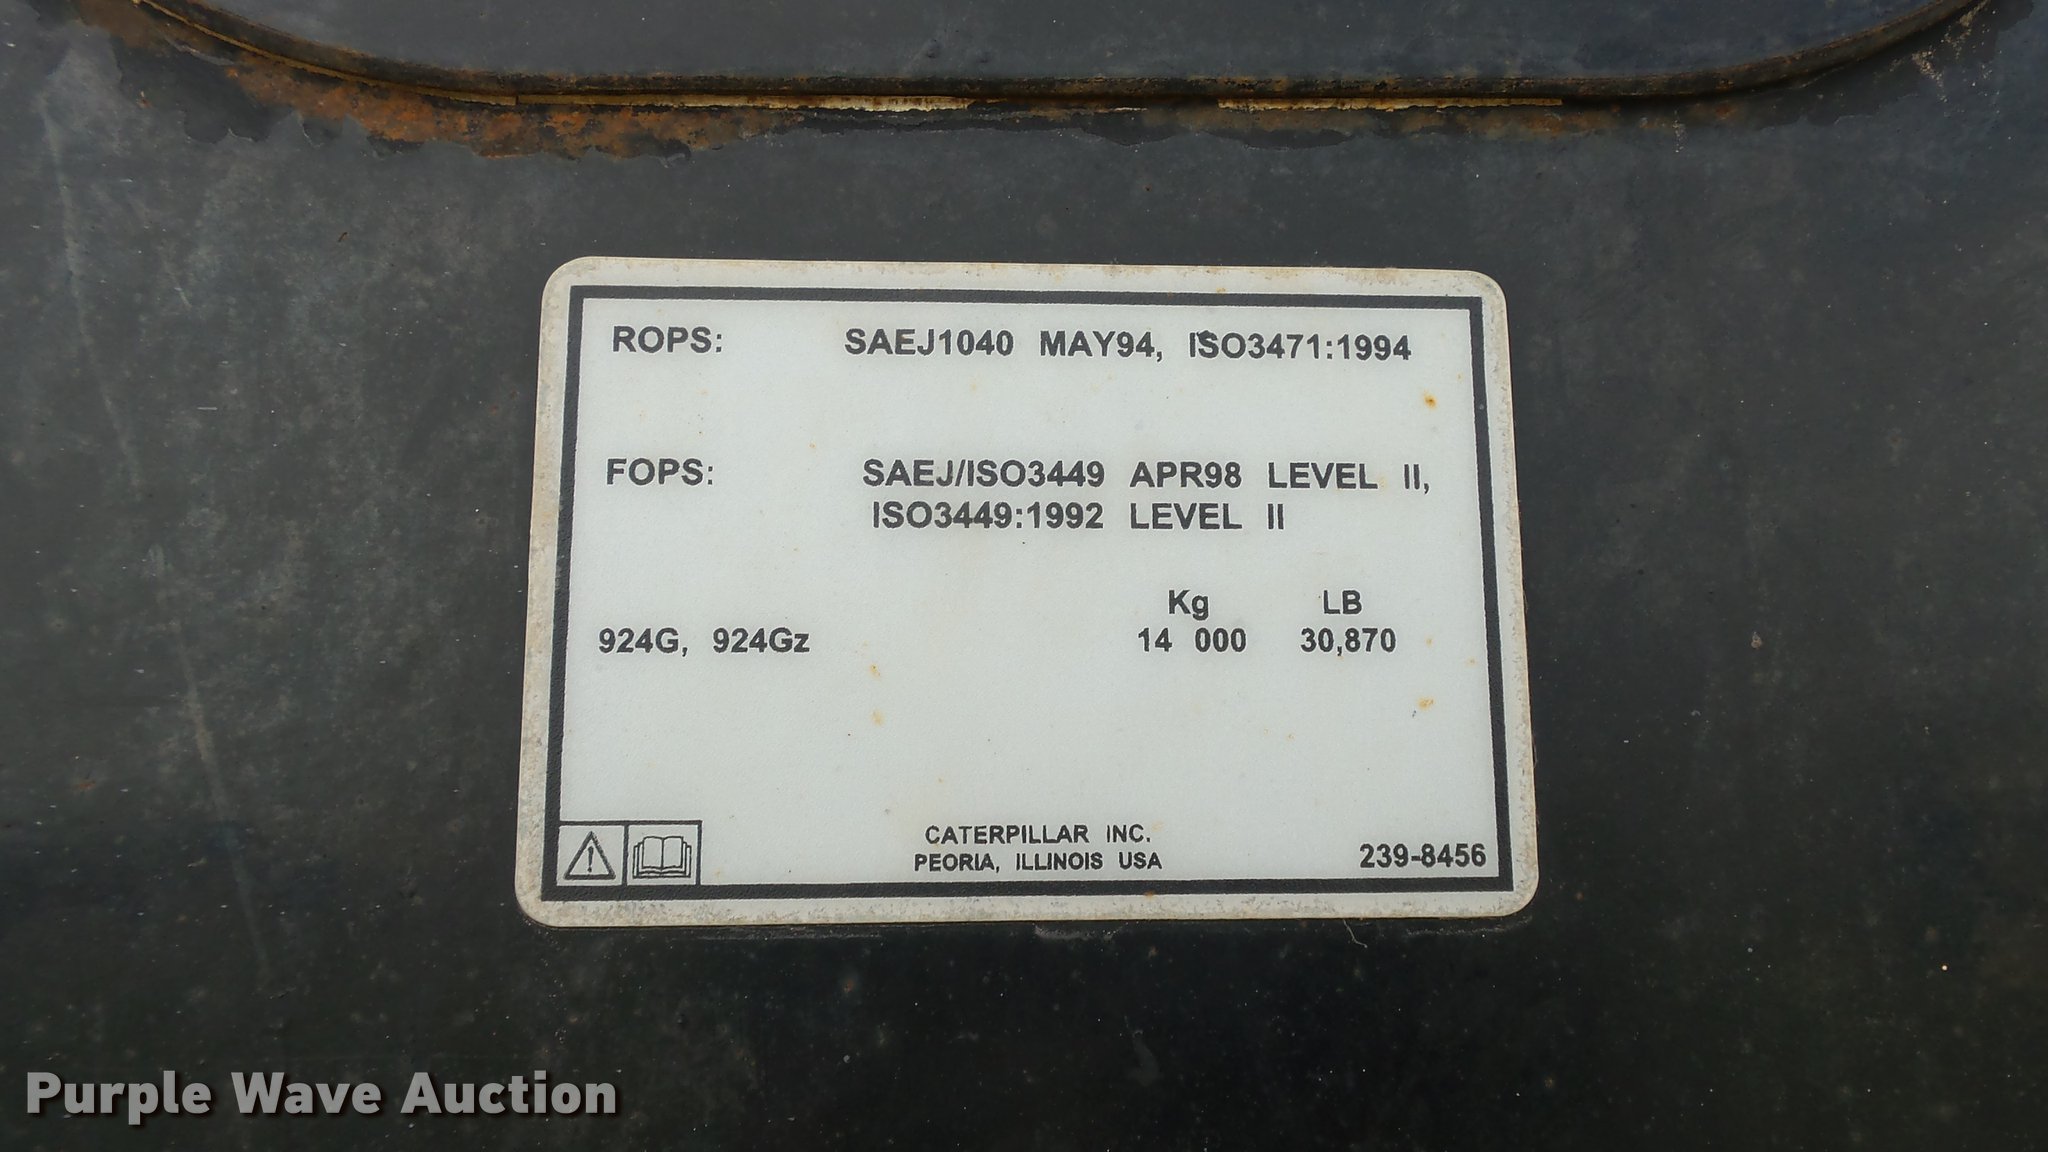 ROPS: SAEJ1040 MAY94, ISO3471:1994
FOPS: SAEJ/ISO3449 APR98 LEVEL II,
ISO3449:1992 LEVEL II
Kg LB
924G, 924Gz 14 000 30,870
CATERPILLAR INC.
PEORIA, ILLINOIS USA
239-8456
Purple Wave Auction